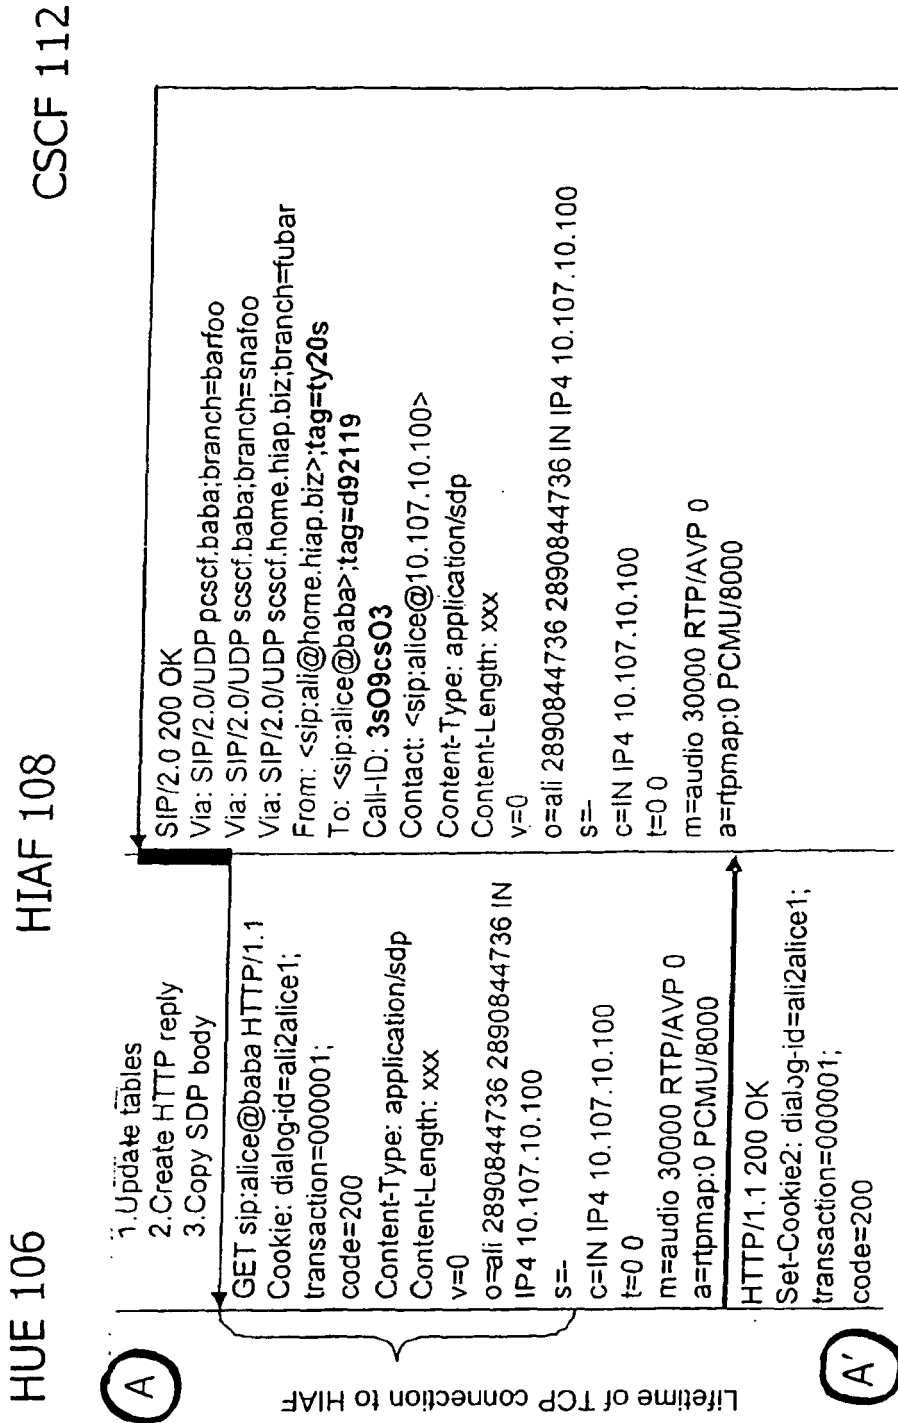 HUE 106
HIAF 108
CSCF 112
A
1.Update tables
2.Create HTTP reply
3.Copy SDP body
SIP/2.0 200 OK
Via: SIP/2.0/UDP pcscf.baba;branch=barfoo
Via: SIP/2.0/UDP scscf.baba;branch=snafoo
Via: SIP/2.0/UDP scscf.home.hiap.biz;branch=fubar
From: <sip:ali@home.hiap.biz>;tag=ty20s
To: <sip:alice@baba>;tag=d92119
Call-ID: 3sO9csO3
Contact: <sip:alice@10.107.10.100>
Content-Type: application/sdp
Content-Length: xxx
v=0
o=ali 2890844736 2890844736 IN IP4 10.107.10.100
s=-
c=IN IP4 10.107.10.100
t=0 0
m=audio 30000 RTP/AVP 0
a=rtpmap:0 PCMU/8000
GET sip:alice@baba HTTP/1.1
Cookie: dialog-id=ali2alice1;
transaction=000001;
code=200
Content-Type: application/sdp
Content-Length: xxx
v=0
o=ali 2890844736 2890844736 IN
IP4 10.107.10.100
s=-
c=IN IP4 10.107.10.100
t=0 0
m=audio 30000 RTP/AVP 0
a=rtpmap:0 PCMU/8000
Lifetime of TCP connection to HIAF
HTTP/1.1 200 OK
Set-Cookie2: dialog-id=ali2alice1;
transaction=000001;
code=200
A'